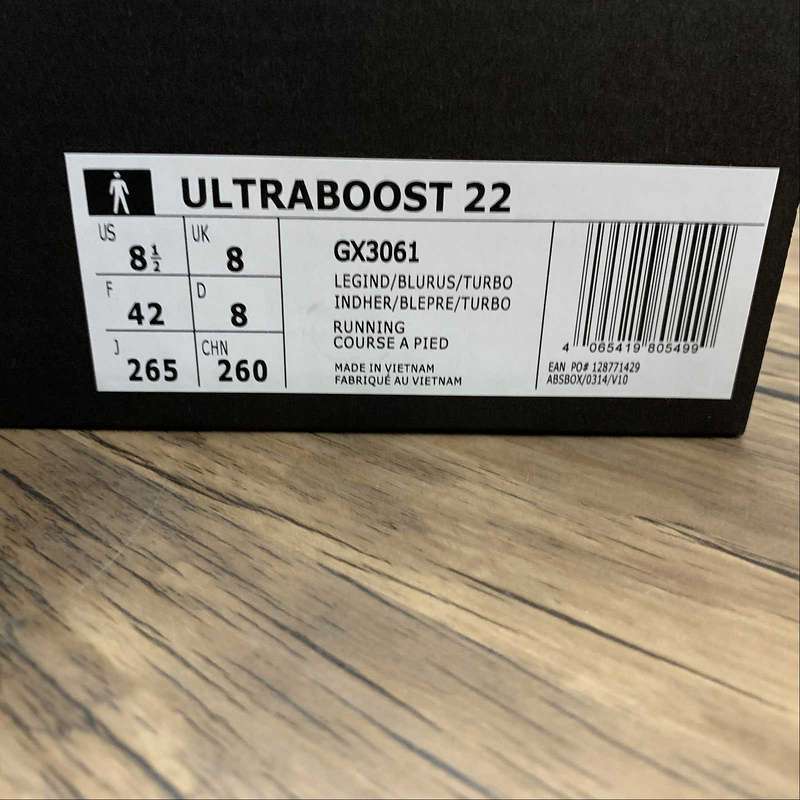 ULTRABOOST 22
US 8½ UK 8
F 42 D 8
J 265 CHN 260
GX3061
LEGIND/BLURUS/TURBO
INDHER/BLEPRE/TURBO
RUNNING
COURSE A PIED
MADE IN VIETNAM
FABRIQUÉ AU VIETNAM
4 065419 805499
EAN PO# 128771429
ABSBOX/0314/V10